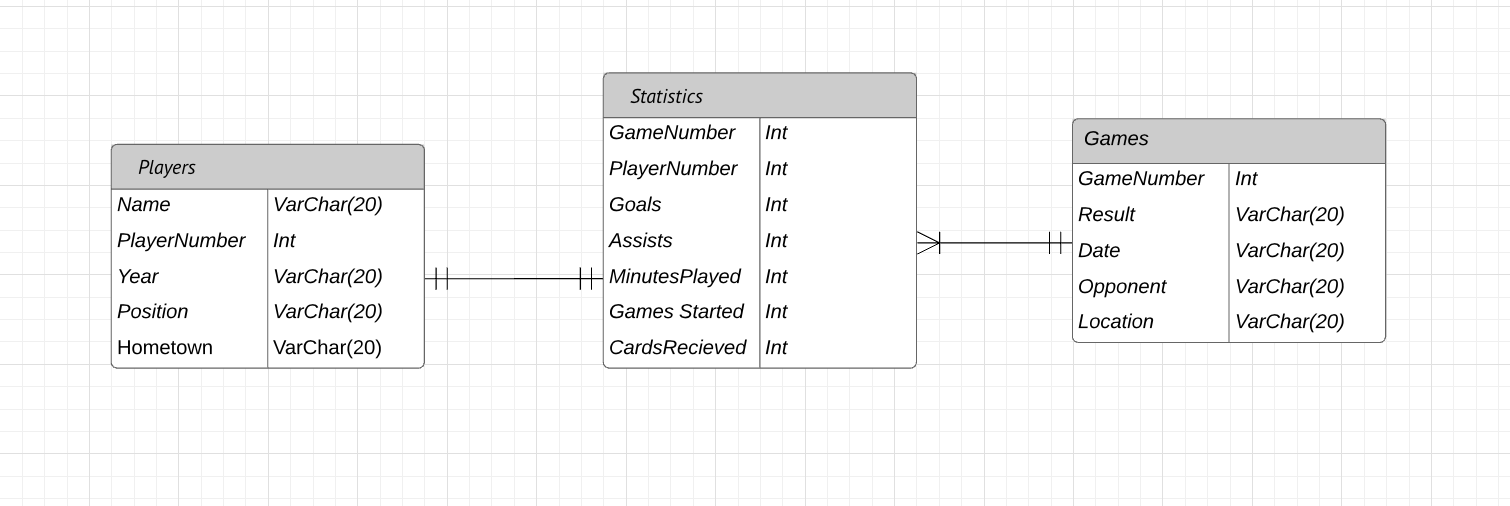 Players
Name VarChar(20)
PlayerNumber Int
Year VarChar(20)
Position VarChar(20)
Hometown VarChar(20)
Statistics
GameNumber Int
PlayerNumber Int
Goals Int
Assists Int
MinutesPlayed Int
Games Started Int
CardsRecieved Int
Games
GameNumber Int
Result VarChar(20)
Date VarChar(20)
Opponent VarChar(20)
Location VarChar(20)